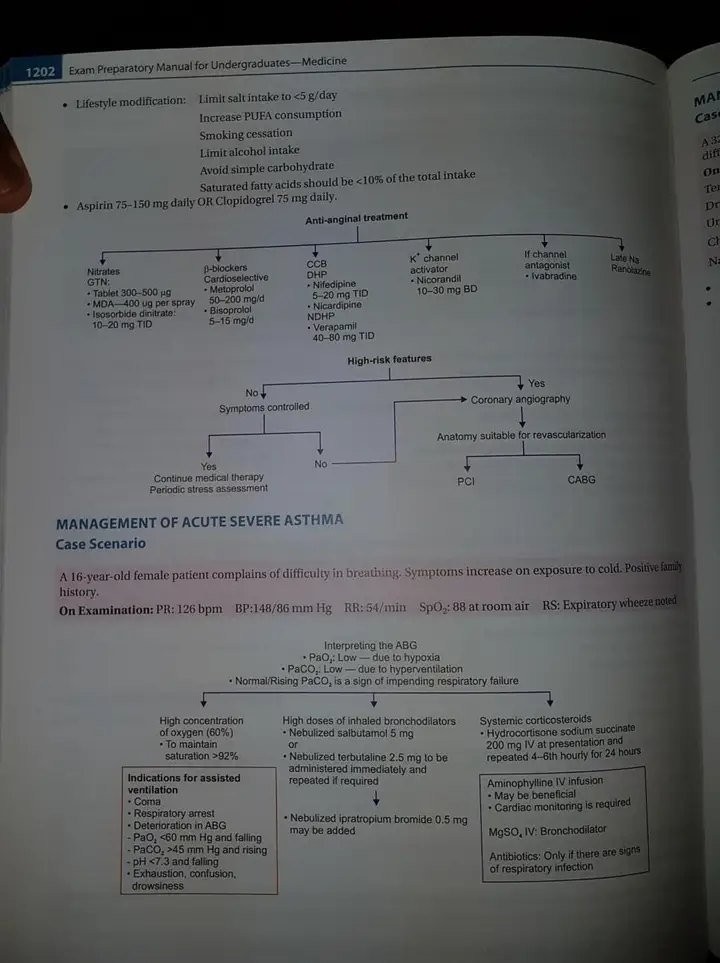 1202 Exam Preparatory Manual for Undergraduates—Medicine
• Lifestyle modification: Limit salt intake to <5 g/day
Increase PUFA consumption
Smoking cessation
Limit alcohol intake
Avoid simple carbohydrate
Saturated fatty acids should be <10% of the total intake
• Aspirin 75–150 mg daily OR Clopidogrel 75 mg daily.
Anti-anginal treatment
Nitrates
GTN:
• Tablet 300–500 µg
• MDA—400 ug per spray
• Isosorbide dinitrate:
10–20 mg TID
β-blockers
Cardioselective
• Metoprolol
50–200 mg/d
• Bisoprolol
5–15 mg/d
CCB
DHP
• Nifedipine
5–20 mg TID
• Nicardipine
NDHP
• Verapamil
40–80 mg TID
K⁺ channel
activator
• Nicorandil
10–30 mg BD
If channel
antagonist
• Ivabradine
Late Na
Ranolazine
High-risk features
No
Symptoms controlled
Yes
Continue medical therapy
Periodic stress assessment
No
Yes
Coronary angiography
Anatomy suitable for revascularization
PCI
CABG
MANAGEMENT OF ACUTE SEVERE ASTHMA
Case Scenario
A 16-year-old female patient complains of difficulty in breathing. Symptoms increase on exposure to cold. Positive family
history.
On Examination: PR: 126 bpm BP:148/86 mm Hg RR: 54/min SpO₂: 88 at room air RS: Expiratory wheeze noted
Interpreting the ABG
• PaO₂: Low — due to hypoxia
• PaCO₂: Low — due to hyperventilation
• Normal/Rising PaCO₂ is a sign of impending respiratory failure
High concentration
of oxygen (60%)
• To maintain
saturation >92%
Indications for assisted
ventilation
• Coma
• Respiratory arrest
• Deterioration in ABG
- PaO₂ <60 mm Hg and falling
- PaCO₂ >45 mm Hg and rising
- pH <7.3 and falling
• Exhaustion, confusion,
drowsiness
High doses of inhaled bronchodilators
• Nebulized salbutamol 5 mg
or
• Nebulized terbutaline 2.5 mg to be
administered immediately and
repeated if required
• Nebulized ipratropium bromide 0.5 mg
may be added
Systemic corticosteroids
• Hydrocortisone sodium succinate
200 mg IV at presentation and
repeated 4–6th hourly for 24 hours
Aminophylline IV infusion
• May be beneficial
• Cardiac monitoring is required
MgSO₄ IV: Bronchodilator
Antibiotics: Only if there are signs
of respiratory infection